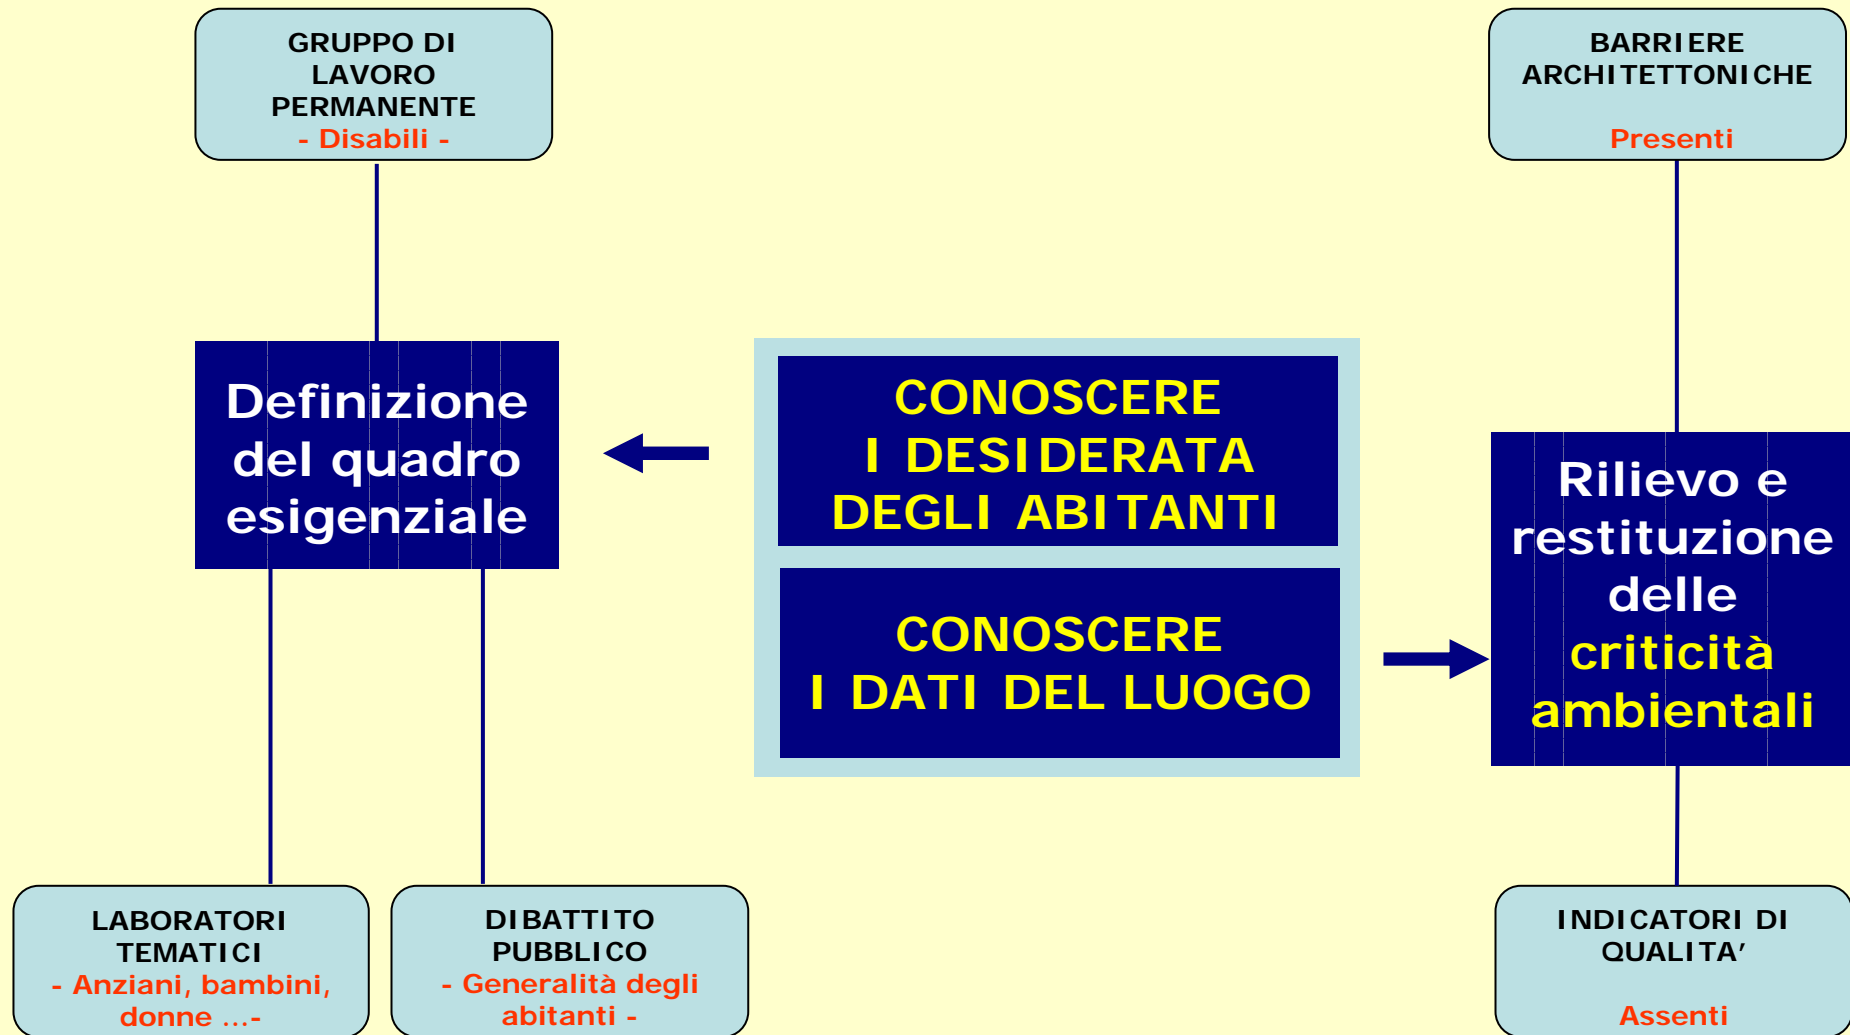 GRUPPO DI
LAVORO
PERMANENTE
- Disabili -
BARRIERE
ARCHITETTONICHE
Presenti
Definizione
del quadro
esigenziale
CONOSCERE
I DESIDERATA
DEGLI ABITANTI
CONOSCERE
I DATI DEL LUOGO
Rilievo e
restituzione
delle
criticità
ambientali
LABORATORI
TEMATICI
- Anziani, bambini,
donne ...-
DIBATTITO
PUBBLICO
- Generalità degli
abitanti -
INDICATORI DI
QUALITA’
Assenti